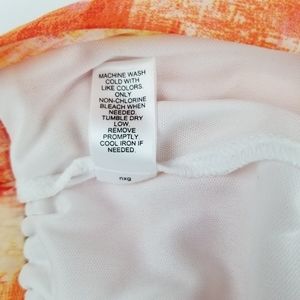 MACHINE WASH
COLD WITH
LIKE COLORS.
ONLY
NON-CHLORINE
BLEACH WHEN
NEEDED.
TUMBLE DRY
LOW.
REMOVE
PROMPTLY.
COOL IRON IF
NEEDED.
nxg